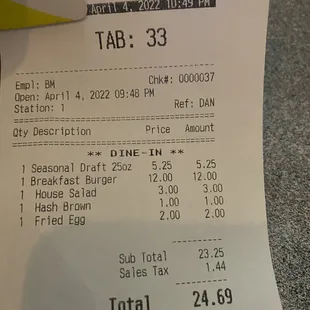 April 4, 2022 10:49 PM
TAB: 33
Empl: BM Chk#: 0000037
Open: April 4, 2022 09:48 PM
Station: 1 Ref: DAN
Qty Description Price Amount
** DINE-IN **
1 Seasonal Draft 25oz 5.25 5.25
1 Breakfast Burger 12.00 12.00
1 House Salad 3.00 3.00
1 Hash Brown 1.00 1.00
1 Fried Egg 2.00 2.00
Sub Total 23.25
Sales Tax 1.44
Total 24.69